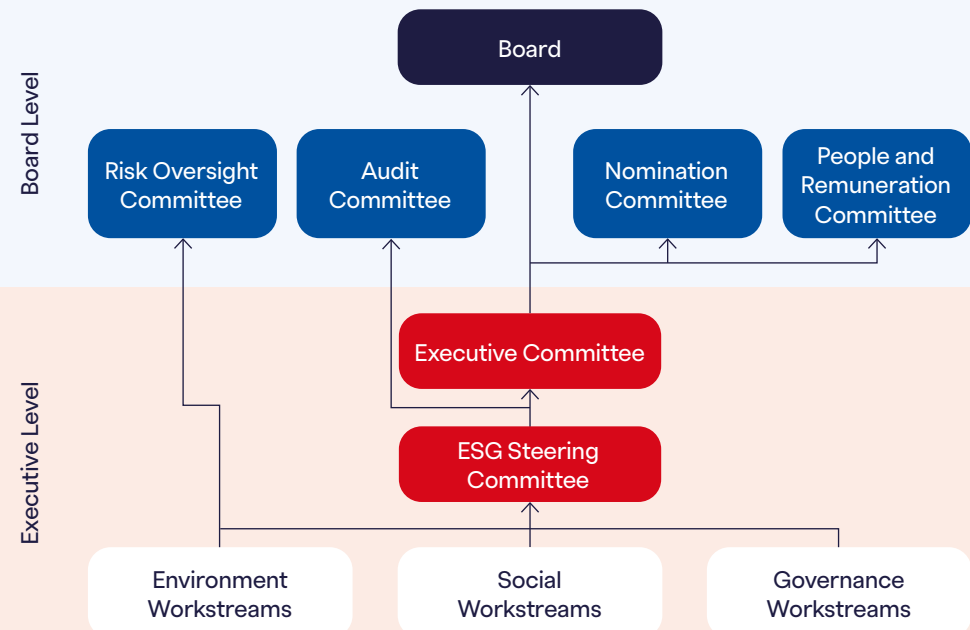 Board Level
Board
Risk Oversight
Committee
Audit
Committee
Nomination
Committee
People and
Remuneration
Committee
Executive Level
Executive Committee
ESG Steering
Committee
Environment
Workstreams
Social
Workstreams
Governance
Workstreams